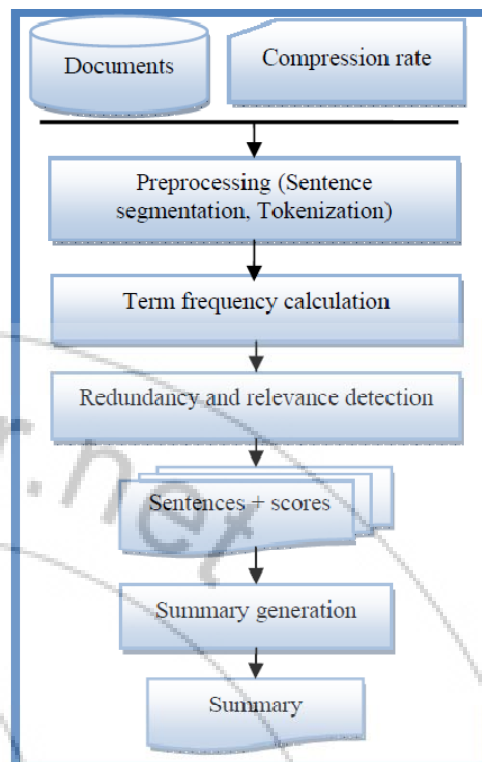 Documents
Compression rate
Preprocessing (Sentence
segmentation, Tokenization)
Term frequency calculation
Redundancy and relevance detection
Sentences + scores
Summary generation
Summary
r.net